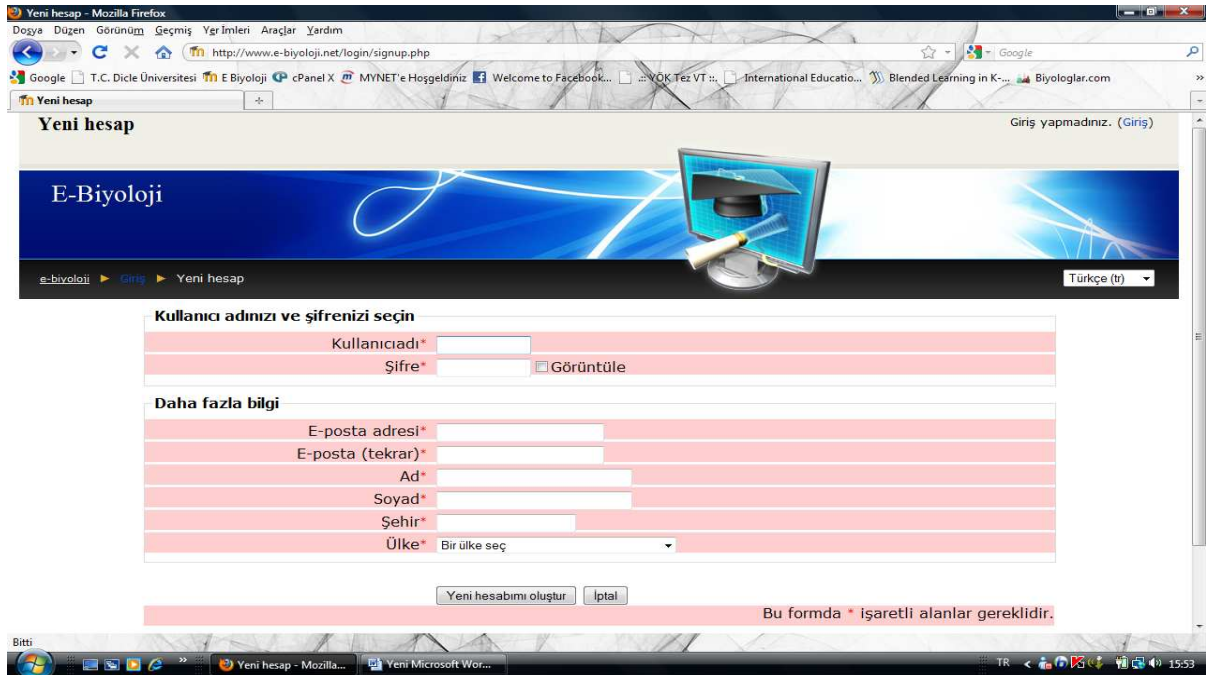 Yeni hesap - Mozilla Firefox
Dosya Düzen Görünüm Geçmiş Yer İmleri Araçlar Yardım
http://www.e-biyoloji.net/login/signup.php
Google
Google T.C. Dicle Üniversitesi E Biyoloji cPanel X MYNET'e Hoşgeldiniz Welcome to Facebook... .::YÖK Tez VT ::. International Educatio... Blended Learning in K-... Biyologlar.com »
Yeni hesap
Yeni hesap
Giriş yapmadınız. (Giriş)
E-Biyoloji
e-biyoloji ► Giriş ► Yeni hesap
Türkçe (tr)
Kullanıcı adınızı ve şifrenizi seçin
Kullanıcıadı*
Şifre* Görüntüle
Daha fazla bilgi
E-posta adresi*
E-posta (tekrar)*
Ad*
Soyad*
Şehir*
Ülke* Bir ülke seç
Yeni hesabımı oluştur İptal
Bu formda * işaretli alanlar gereklidir.
Bitti
» Yeni hesap - Mozilla... Yeni Microsoft Wor... TR < 15:53